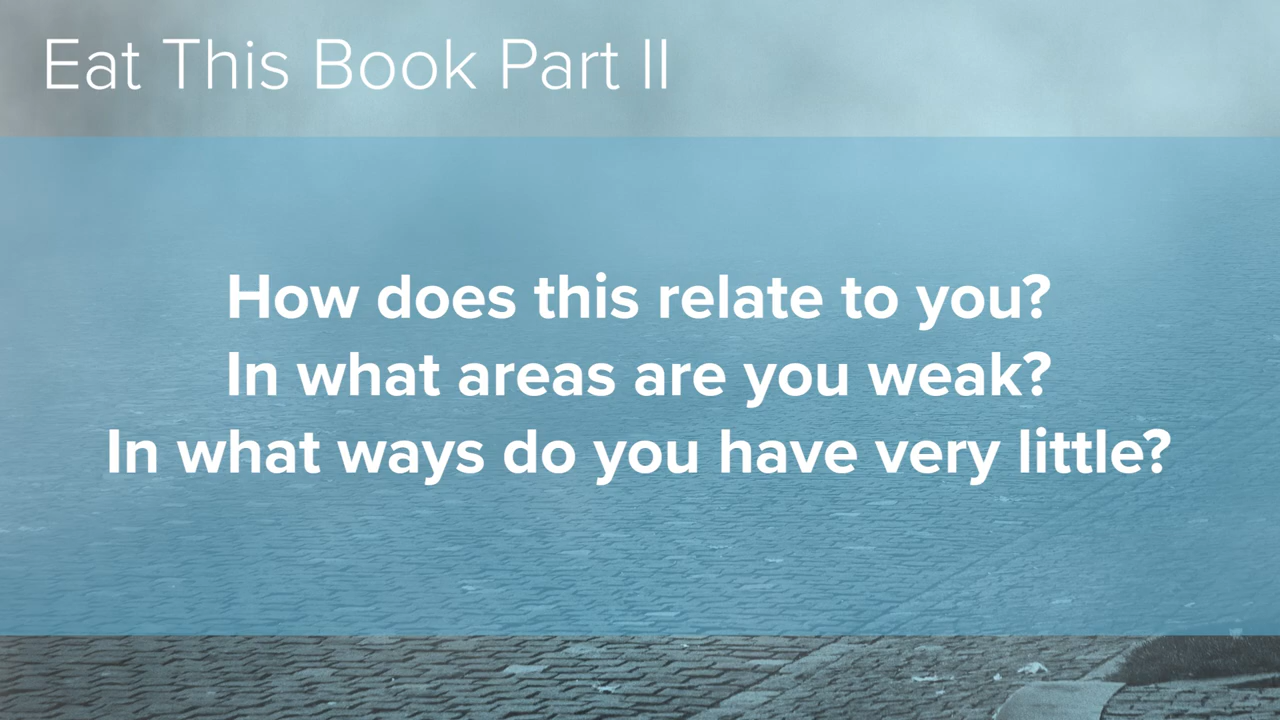 Eat This Book Part II
How does this relate to you?
In what areas are you weak?
In what ways do you have very little?